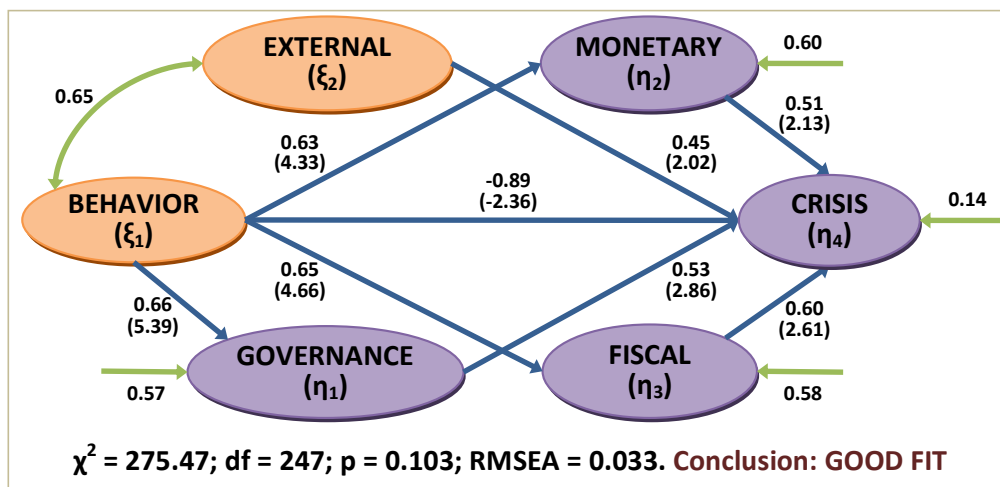 EXTERNAL
(ξ₂)
MONETARY
(η₂)
0.60
0.65
0.63
(4.33)
0.45
(2.02)
0.51
(2.13)
-0.89
(-2.36)
BEHAVIOR
(ξ₁)
CRISIS
(η₄)
0.14
0.66
(5.39)
0.65
(4.66)
0.53
(2.86)
0.60
(2.61)
GOVERNANCE
(η₁)
FISCAL
(η₃)
0.57
0.58
χ² = 275.47; df = 247; p = 0.103; RMSEA = 0.033. Conclusion: GOOD FIT